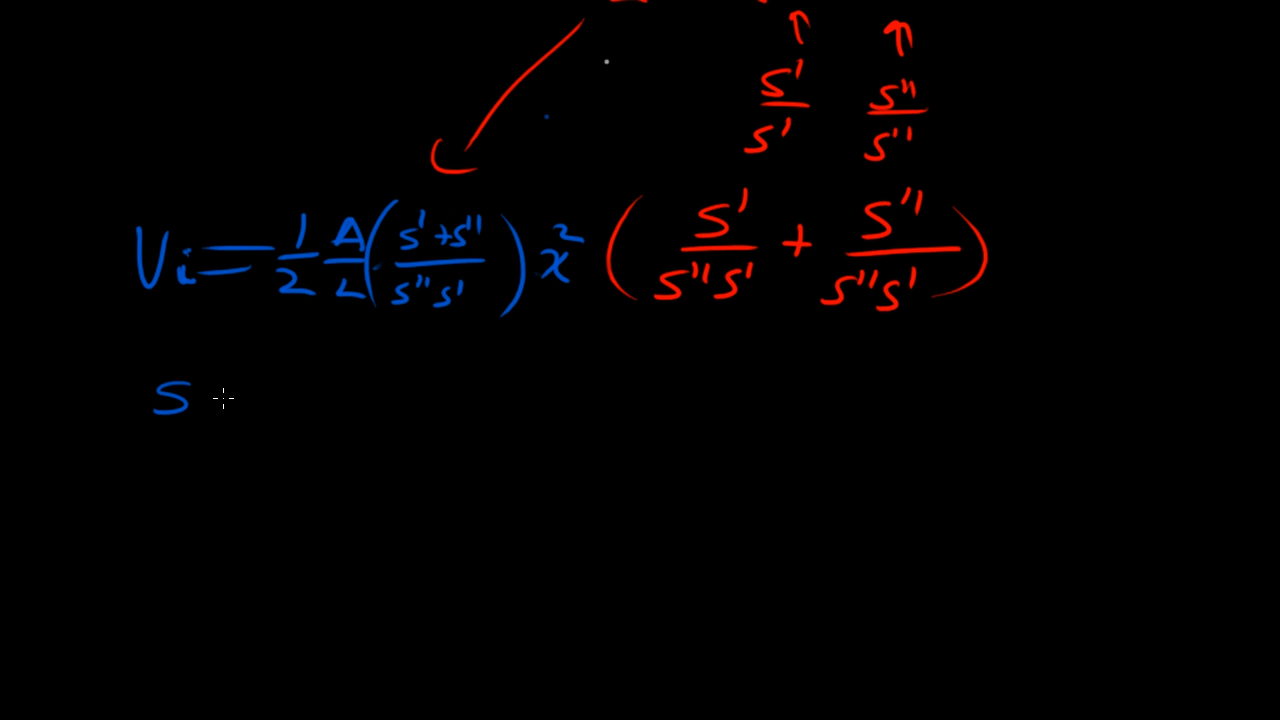 ↑ ↑
s'/s' s''/s''
Vᵢ = 1/2 A/L ((s'+s'')/(s''s')) x² (s'/(s''s') + s''/(s''s'))
s